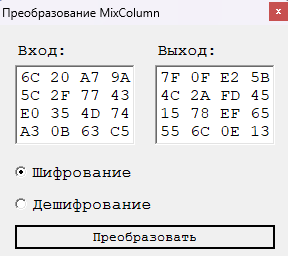 Преобразование MixColumn
x
Вход: Выход:
6C 20 A7 9A 7F 0F E2 5B
5C 2F 77 43 4C 2A FD 45
E0 35 4D 74 15 78 EF 65
A3 0B 63 C5 55 6C 0E 13
Шифрование
Дешифрование
Преобразовать